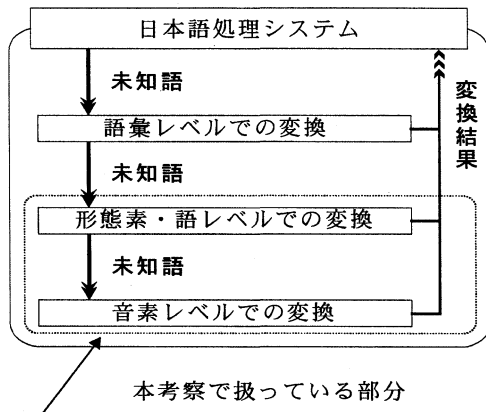 日本語処理システム
未知語
語彙レベルでの変換
未知語
形態素・語レベルでの変換
未知語
音素レベルでの変換
変換結果
本考察で扱っている部分